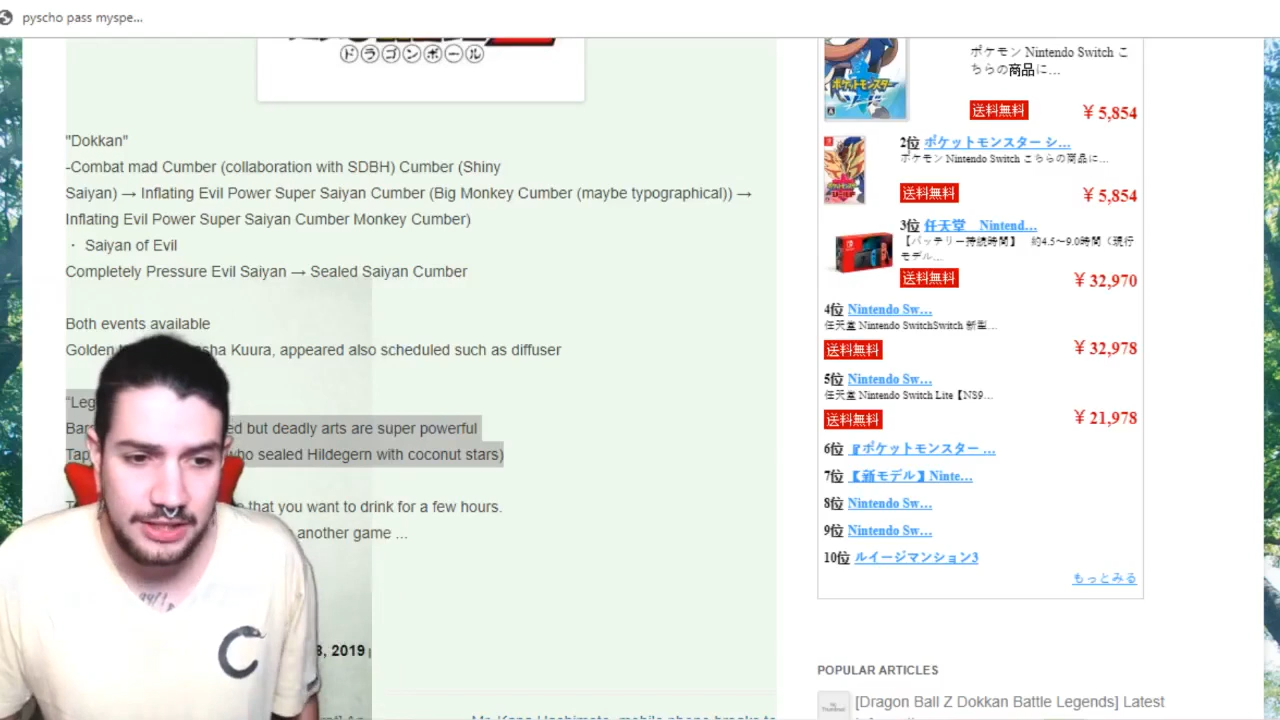 pyscho pass myspe...
ドラゴンボール
"Dokkan"
-Combat mad Cumber (collaboration with SDBH) Cumber (Shiny
Saiyan) → Inflating Evil Power Super Saiyan Cumber (Big Monkey Cumber (maybe typographical)) →
Inflating Evil Power Super Saiyan Cumber Monkey Cumber)
・ Saiyan of Evil
Completely Pressure Evil Saiyan → Sealed Saiyan Cumber
Both events available
Golden Kuura, appeared also scheduled such as diffuser
but deadly arts are super powerful
sealed Hildegern with coconut stars)
that you want to drink for a few hours.
another game ...
2019
ポケモン Nintendo Switch こ
ちらの商品に…
送料無料 ￥5,854
2位 ポケットモンスター シ…
ポケモン Nintendo Switch こちらの商品に…
送料無料 ￥5,854
3位 任天堂 Nintend…
【バッテリー持続時間】 約4.5～9.0時間（現行
モデル…
送料無料 ￥32,970
4位 Nintendo Sw…
任天堂 Nintendo SwitchSwitch 新型…
送料無料 ￥32,978
5位 Nintendo Sw…
任天堂 Nintendo Switch Lite【NS9…
送料無料 ￥21,978
6位 『ポケットモンスター …
7位 【新モデル】Ninte…
8位 Nintendo Sw…
9位 Nintendo Sw…
10位 ルイージマンション3
もっとみる
POPULAR ARTICLES
[Dragon Ball Z Dokkan Battle Legends] Latest